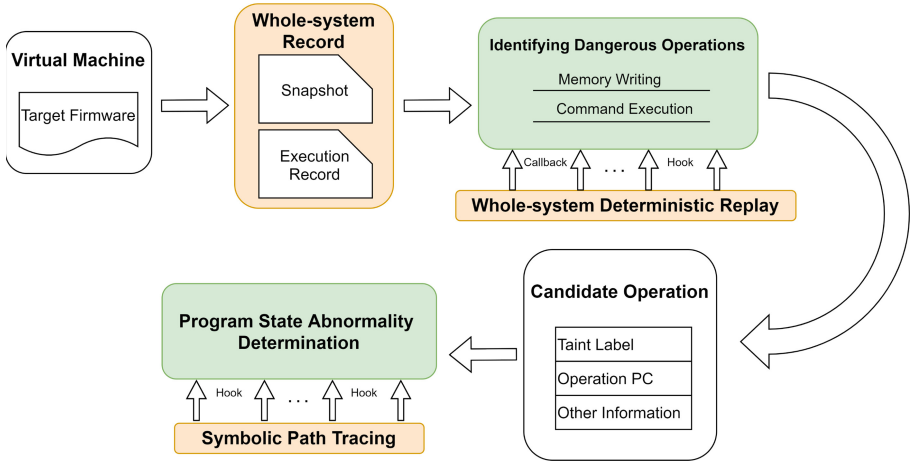 Virtual Machine
Target Firmware
Whole-system
Record
Snapshot
Execution
Record
Identifying Dangerous Operations
Memory Writing
Command Execution
Callback
...
Hook
Whole-system Deterministic Replay
Candidate Operation
Taint Label
Operation PC
Other Information
Program State Abnormality
Determination
Hook
...
Hook
Symbolic Path Tracing